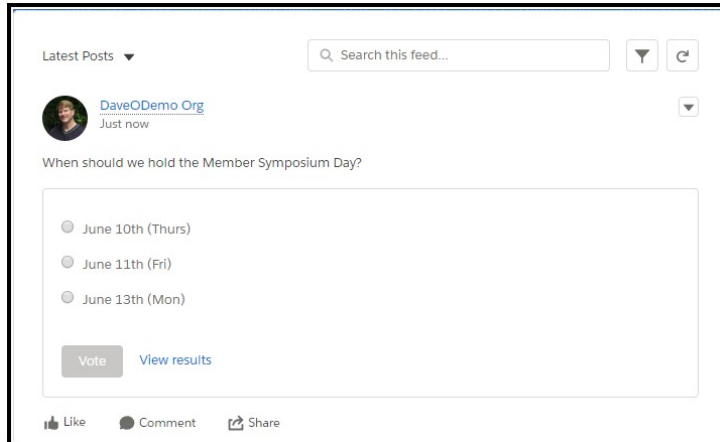 Latest Posts
Search this feed...
DaveODemo Org
Just now
When should we hold the Member Symposium Day?
June 10th (Thurs)
June 11th (Fri)
June 13th (Mon)
Vote View results
Like Comment Share